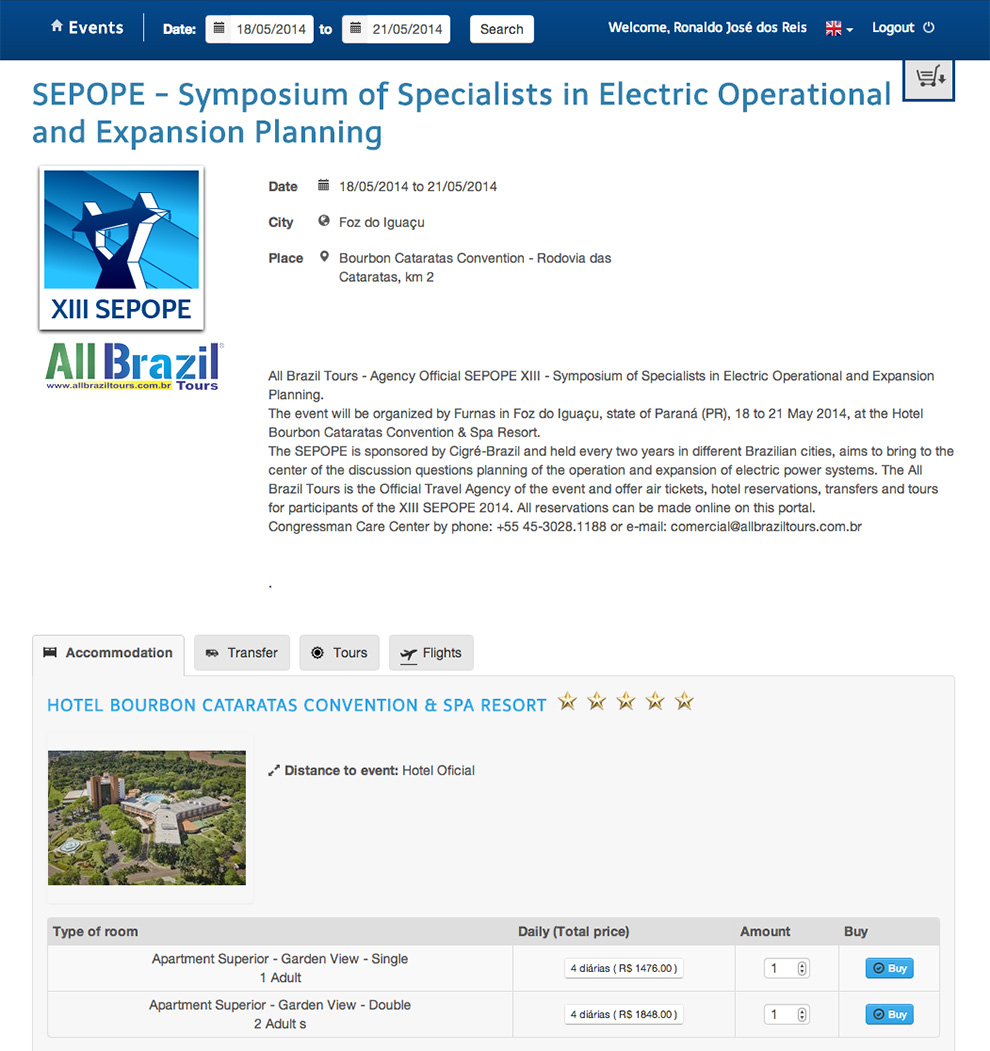 Events Date: 18/05/2014 to 21/05/2014 Search Welcome, Ronaldo José dos Reis Logout
SEPOPE - Symposium of Specialists in Electric Operational
and Expansion Planning
XIII SEPOPE
All Brazil
www.allbraziltours.com.br Tours
Date 18/05/2014 to 21/05/2014
City Foz do Iguaçu
Place Bourbon Cataratas Convention - Rodovia das
Cataratas, km 2
All Brazil Tours - Agency Official SEPOPE XIII - Symposium of Specialists in Electric Operational and Expansion
Planning.
The event will be organized by Furnas in Foz do Iguaçu, state of Paraná (PR), 18 to 21 May 2014, at the Hotel
Bourbon Cataratas Convention & Spa Resort.
The SEPOPE is sponsored by Cigré-Brazil and held every two years in different Brazilian cities, aims to bring to the
center of the discussion questions planning of the operation and expansion of electric power systems. The All
Brazil Tours is the Official Travel Agency of the event and offer air tickets, hotel reservations, transfers and tours
for participants of the XIII SEPOPE 2014. All reservations can be made online on this portal.
Congressman Care Center by phone: +55 45-3028.1188 or e-mail: comercial@allbraziltours.com.br
.
Accommodation Transfer Tours Flights
HOTEL BOURBON CATARATAS CONVENTION & SPA RESORT
Distance to event: Hotel Oficial
Type of room Daily (Total price) Amount Buy
Apartment Superior - Garden View - Single
1 Adult
4 diárias ( R$ 1476.00 ) 1 Buy
Apartment Superior - Garden View - Double
2 Adult s
4 diárias ( R$ 1848.00 ) 1 Buy